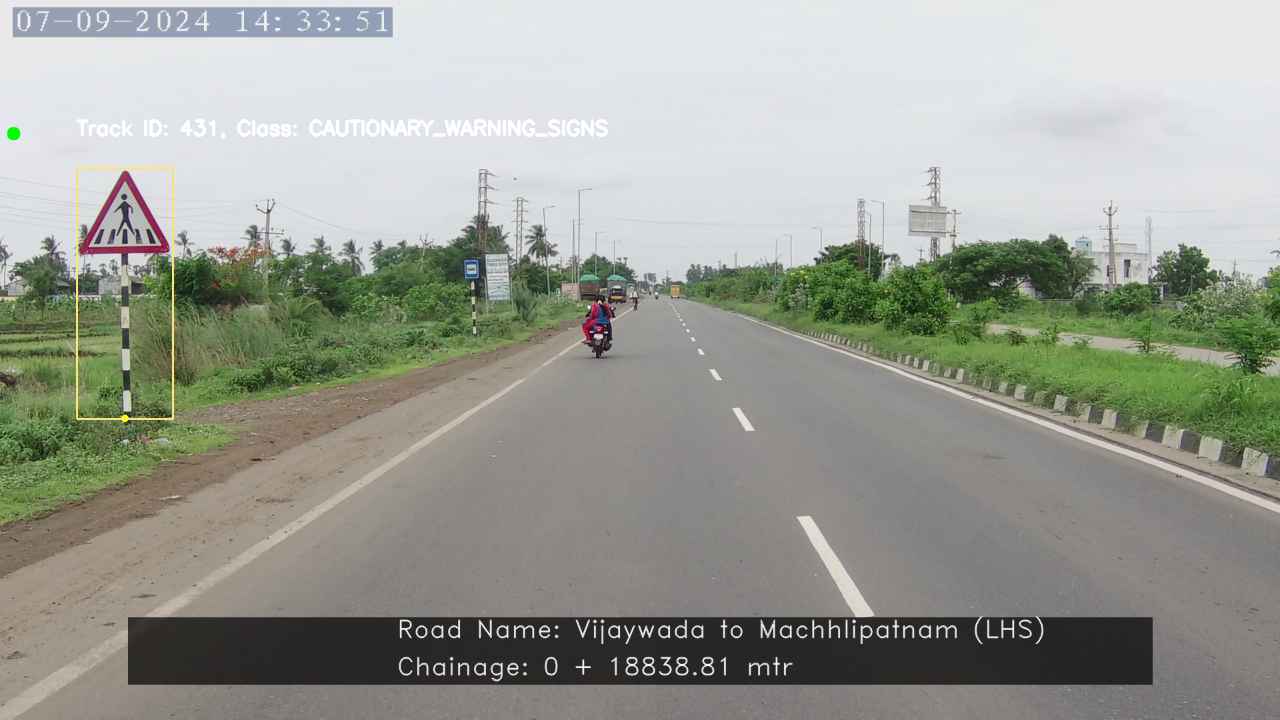 07-09-2024 14:33:51
Track ID: 431, Class: CAUTIONARY_WARNING_SIGNS
Road Name: Vijaywada to Machhlipatnam (LHS)
Chainage: 0 + 18838.81 mtr